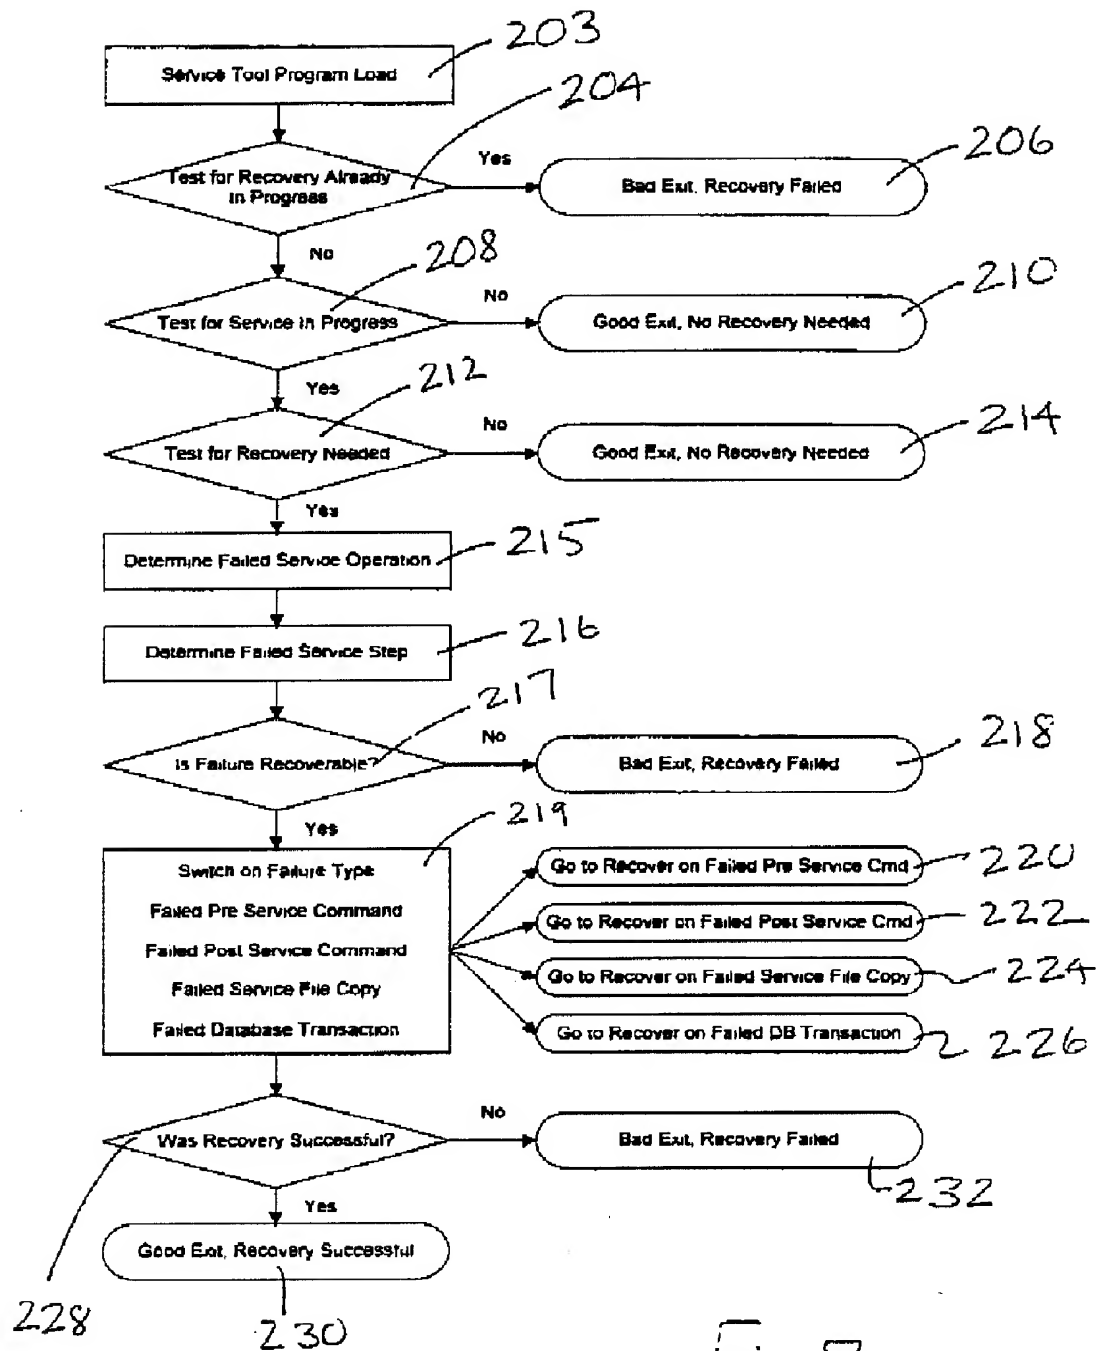 203
Service Tool Program Load
204
Test for Recovery Already
in Progress
Yes
Bad Exit, Recovery Failed
206
No
208
Test for Service in Progress
No
Good Exit, No Recovery Needed
210
Yes
212
Test for Recovery Needed
No
Good Exit, No Recovery Needed
214
Yes
Determine Failed Service Operation
215
Determine Failed Service Step
216
217
Is Failure Recoverable?
No
Bad Exit, Recovery Failed
218
Yes
219
Switch on Failure Type
Failed Pre Service Command
Failed Post Service Command
Failed Service File Copy
Failed Database Transaction
Go to Recover on Failed Pre Service Cmd
220
Go to Recover on Failed Post Service Cmd
222
Go to Recover on Failed Service File Copy
224
Go to Recover on Failed DB Transaction
226
Was Recovery Successful?
No
Bad Exit, Recovery Failed
232
Yes
Good Exit, Recovery Successful
228
230